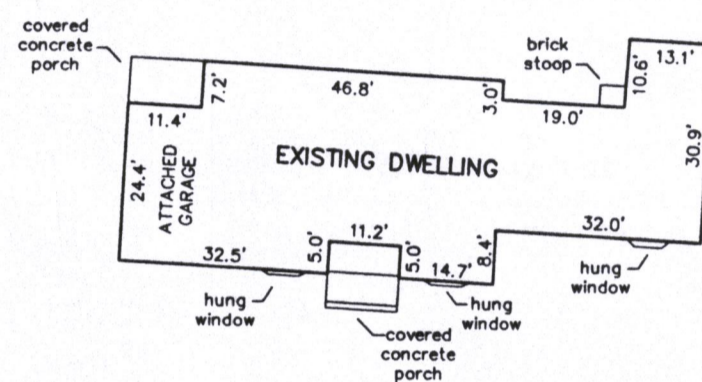 covered
concrete
porch
brick
stoop
13.1'
10.6'
7.2'
46.8'
3.0'
19.0'
11.4'
30.9'
EXISTING DWELLING
24.4'
ATTACHED
GARAGE
11.2'
32.0'
32.5'
5.0'
5.0'
14.7'
8.4'
hung
window
hung
window
hung
window
covered
concrete
porch